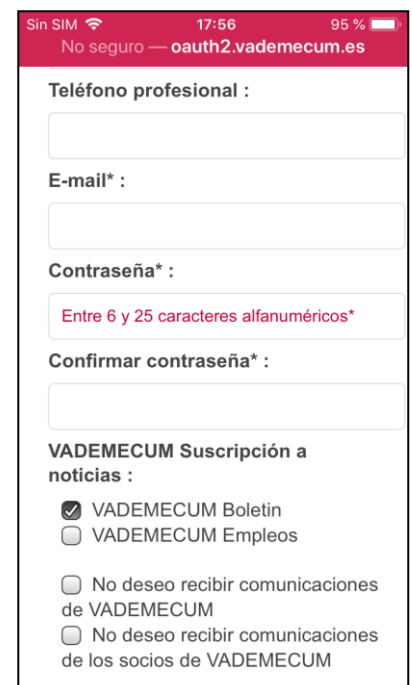 Sin SIM 17:56 95 %
No seguro — oauth2.vademecum.es
Teléfono profesional :
E-mail* :
Contraseña* :
Entre 6 y 25 caracteres alfanuméricos*
Confirmar contraseña* :
VADEMECUM Suscripción a
noticias :
VADEMECUM Boletin
VADEMECUM Empleos
No deseo recibir comunicaciones
de VADEMECUM
No deseo recibir comunicaciones
de los socios de VADEMECUM